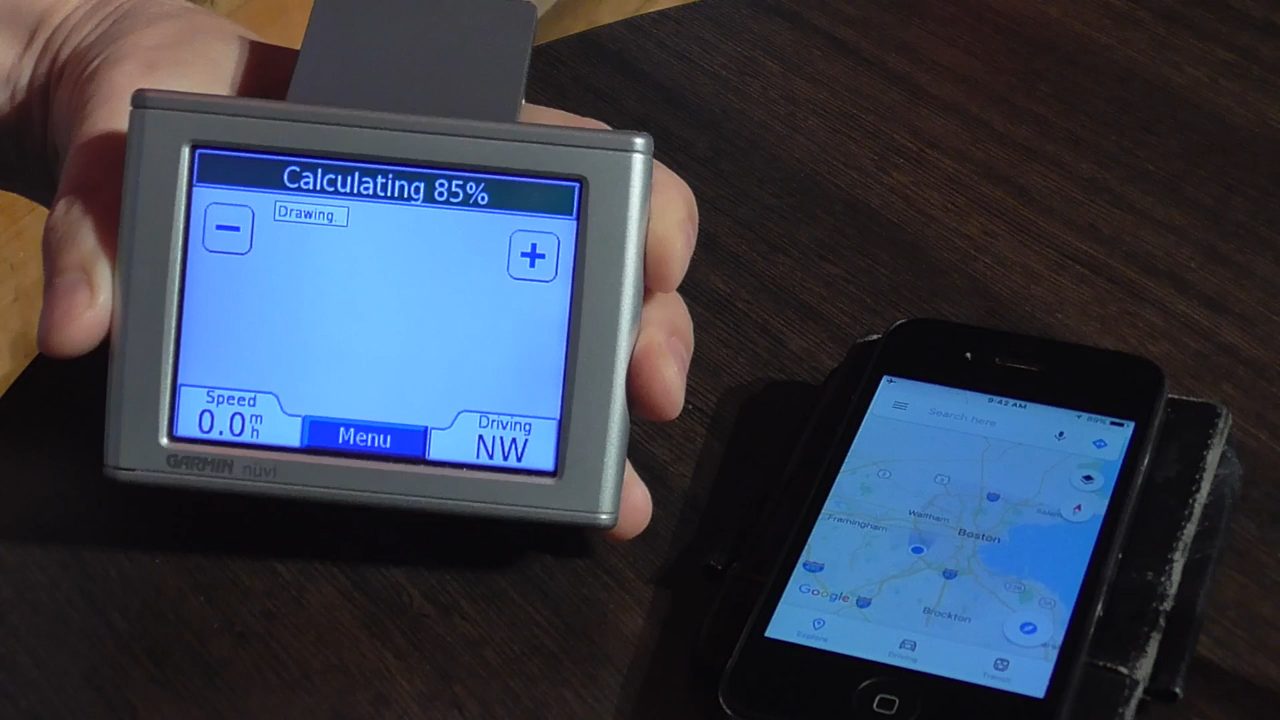 Calculating 85%
Drawing.
Speed
0.0 m h
Menu
Driving
NW
GARMIN nüvi
9:42 AM
89%
Search here
Waltham
Framingham
Boston
Google
Brockton
Explore
Driving
Transit